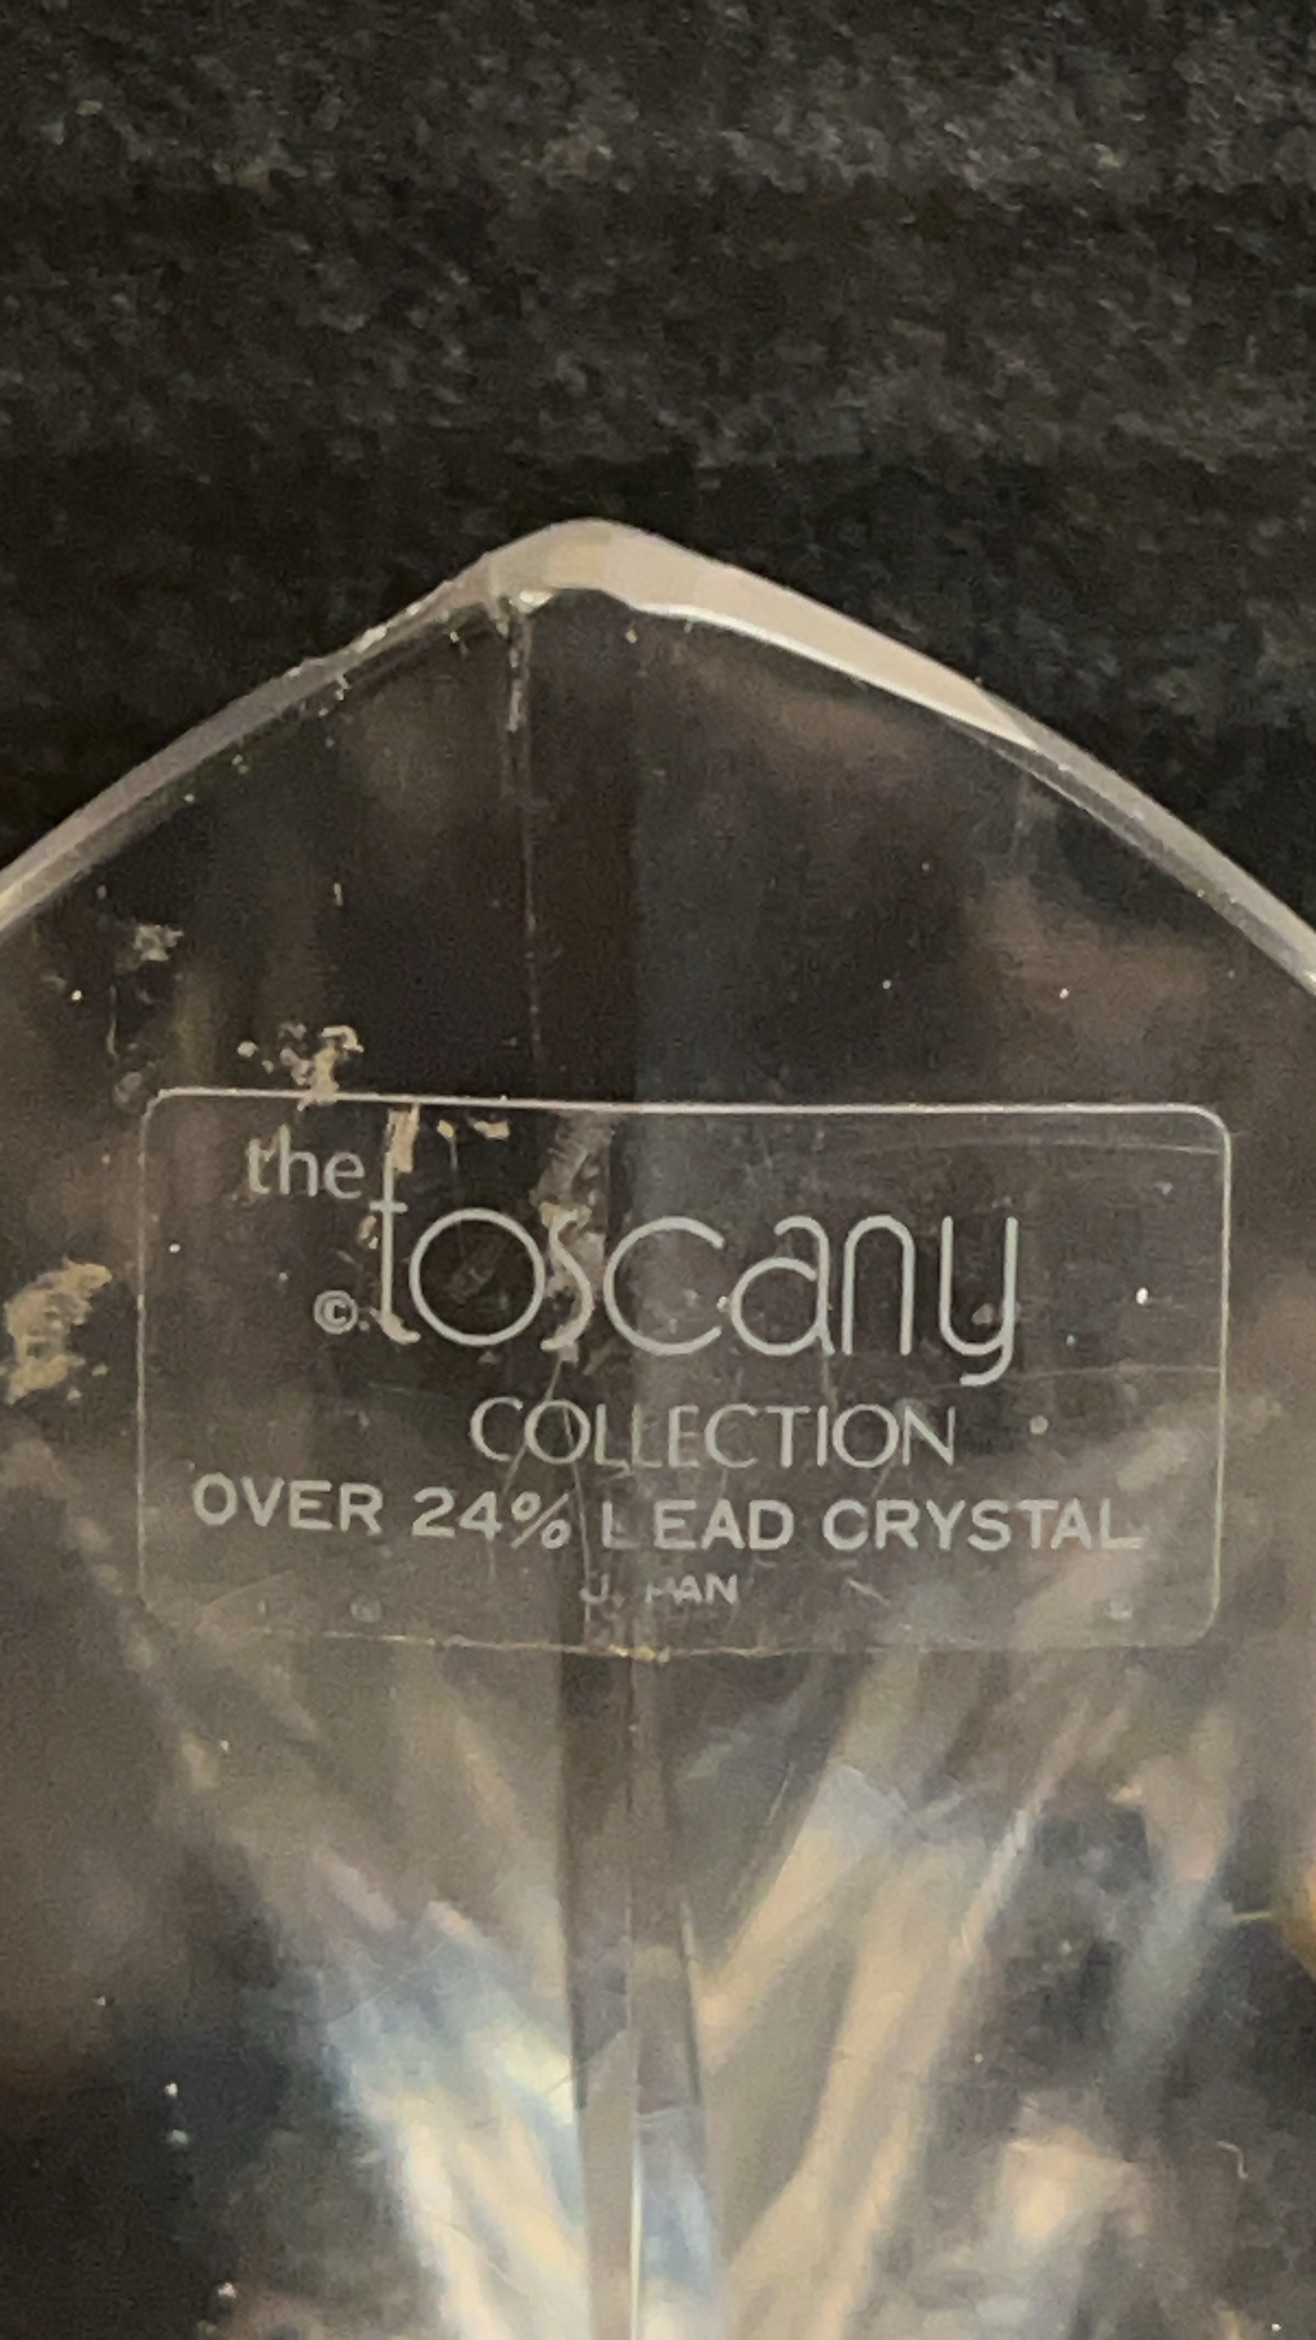 the
©toscany
COLLECTION
OVER 24% LEAD CRYSTAL